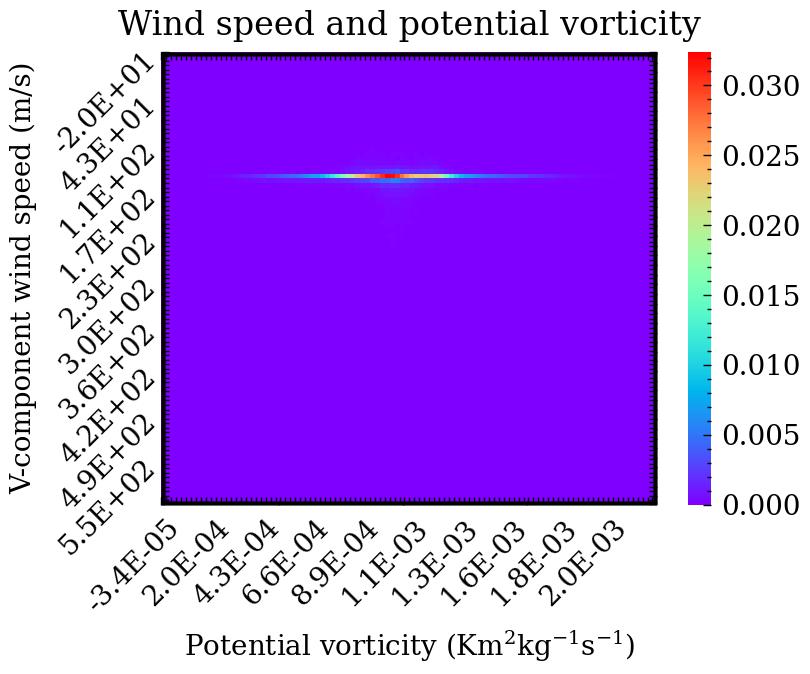 Wind speed and potential vorticity
V-component wind speed (m/s)
-2.0E+01
4.3E+01
1.1E+02
1.7E+02
2.3E+02
3.0E+02
3.6E+02
4.2E+02
4.9E+02
5.5E+02
-3.4E-05
2.0E-04
4.3E-04
6.6E-04
8.9E-04
1.1E-03
1.3E-03
1.6E-03
1.8E-03
2.0E-03
Potential vorticity (Km²kg⁻¹s⁻¹)
0.030
0.025
0.020
0.015
0.010
0.005
0.000